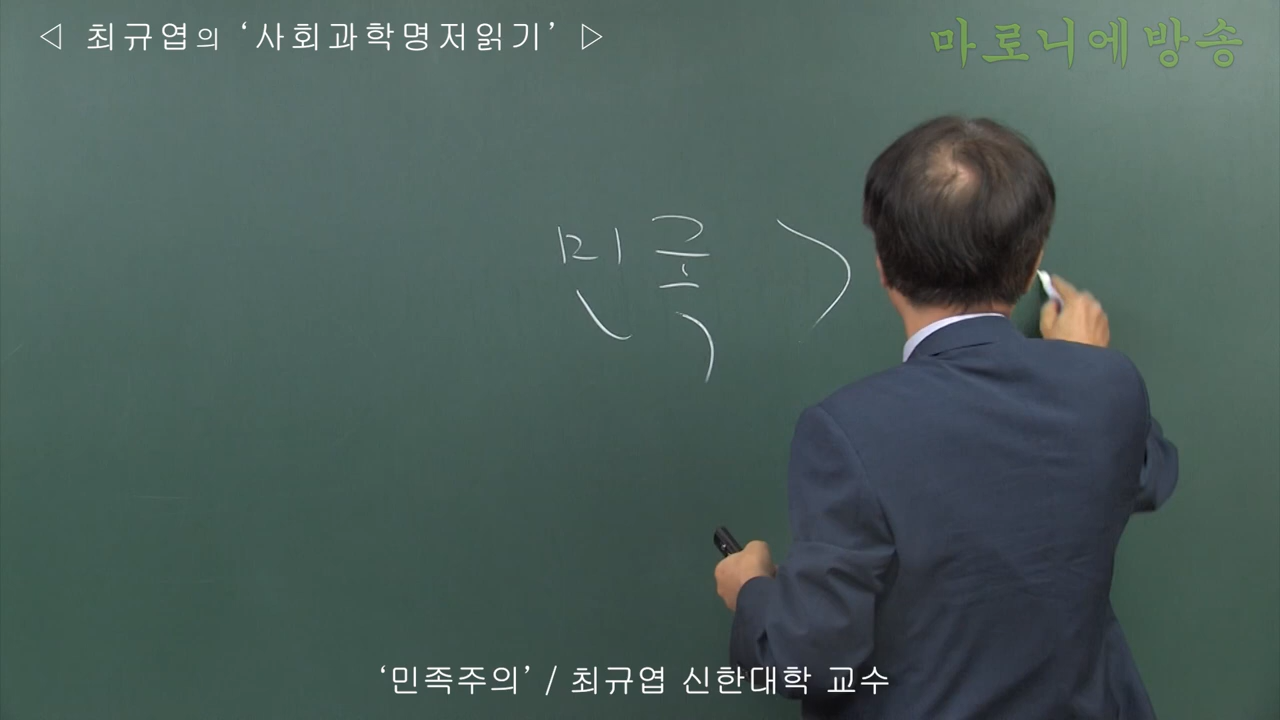 ◁ 최규엽의 ‘사회과학명저읽기’ ▷
마로니에방송
민족 >
‘민족주의’ / 최규엽 신한대학 교수